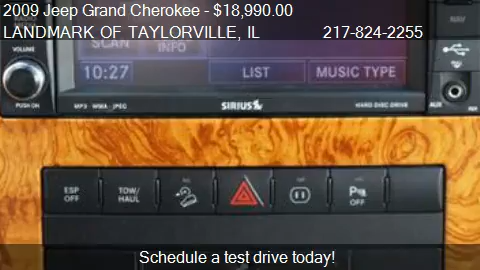 2009 Jeep Grand Cherokee - $18,990.00
LANDMARK OF TAYLORVILLE, IL 217-824-2255
VOLUME
SCAN
INFO
NAV
10:27
LIST
MUSIC TYPE
PUSH ON
MP3 WMA JPEG
SIRIUS
HARD DISC DRIVE
AUX
ESP OFF
TOW/ HAUL
OFF
Schedule a test drive today!